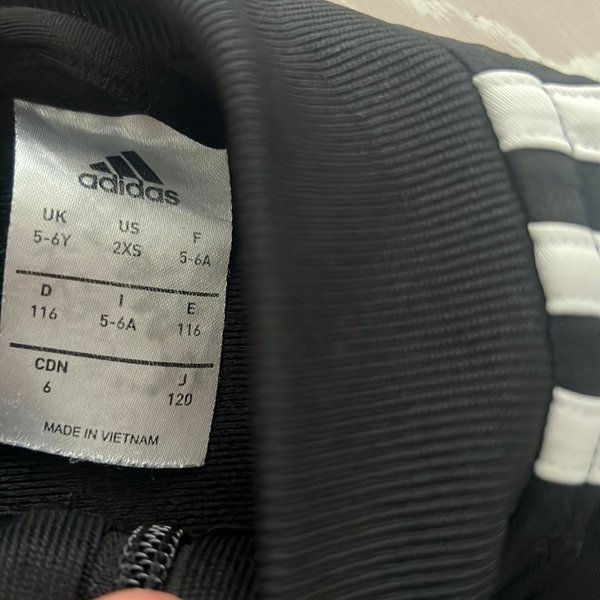 adidas
UK US F
5-6Y 2XS 5-6A
D I E
116 5-6A 116
CDN J
6 120
MADE IN VIETNAM